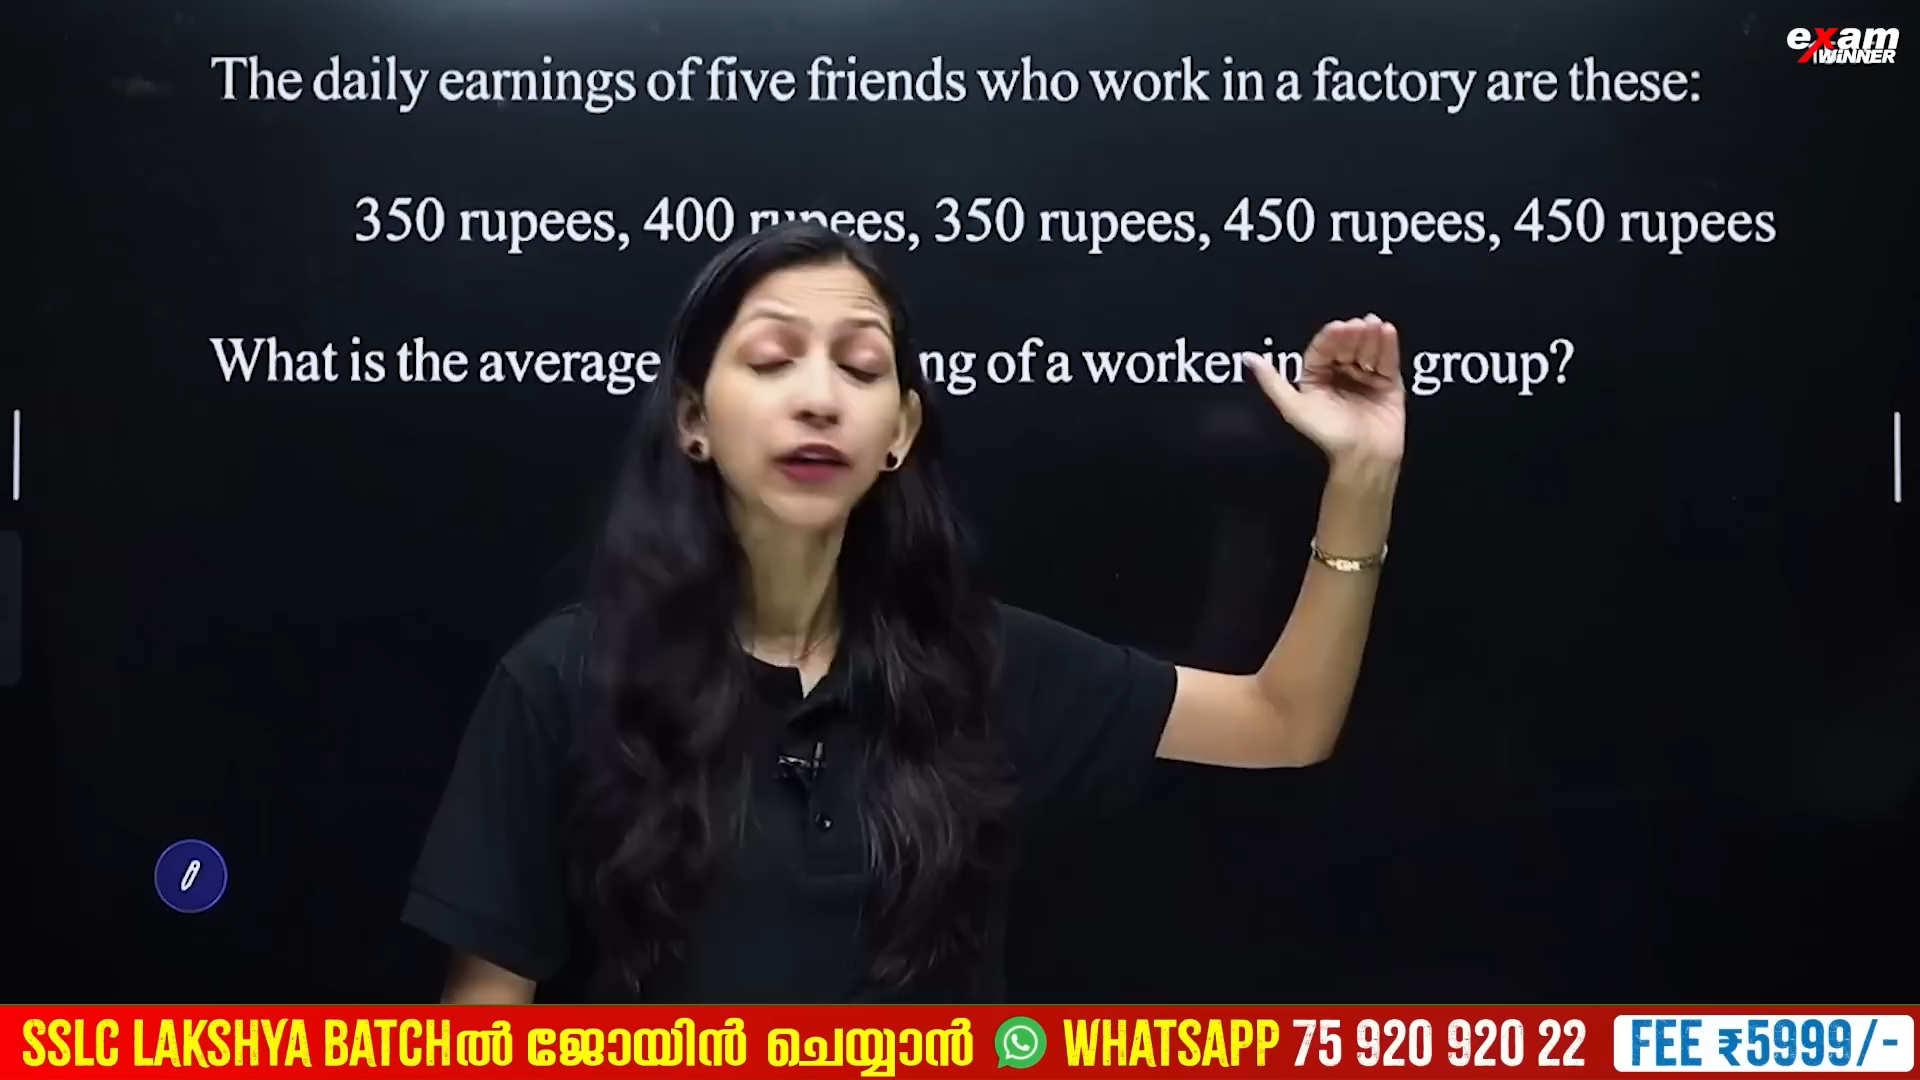 exam
WINNER
The daily earnings of five friends who work in a factory are these:
350 rupees, 400 rupees, 350 rupees, 450 rupees, 450 rupees
What is the average of a worker group?
SSLC LAKSHYA BATCHൽ ജോയിൻ ചെയ്യാൻ WHATSAPP 75 920 920 22 FEE ₹5999/-